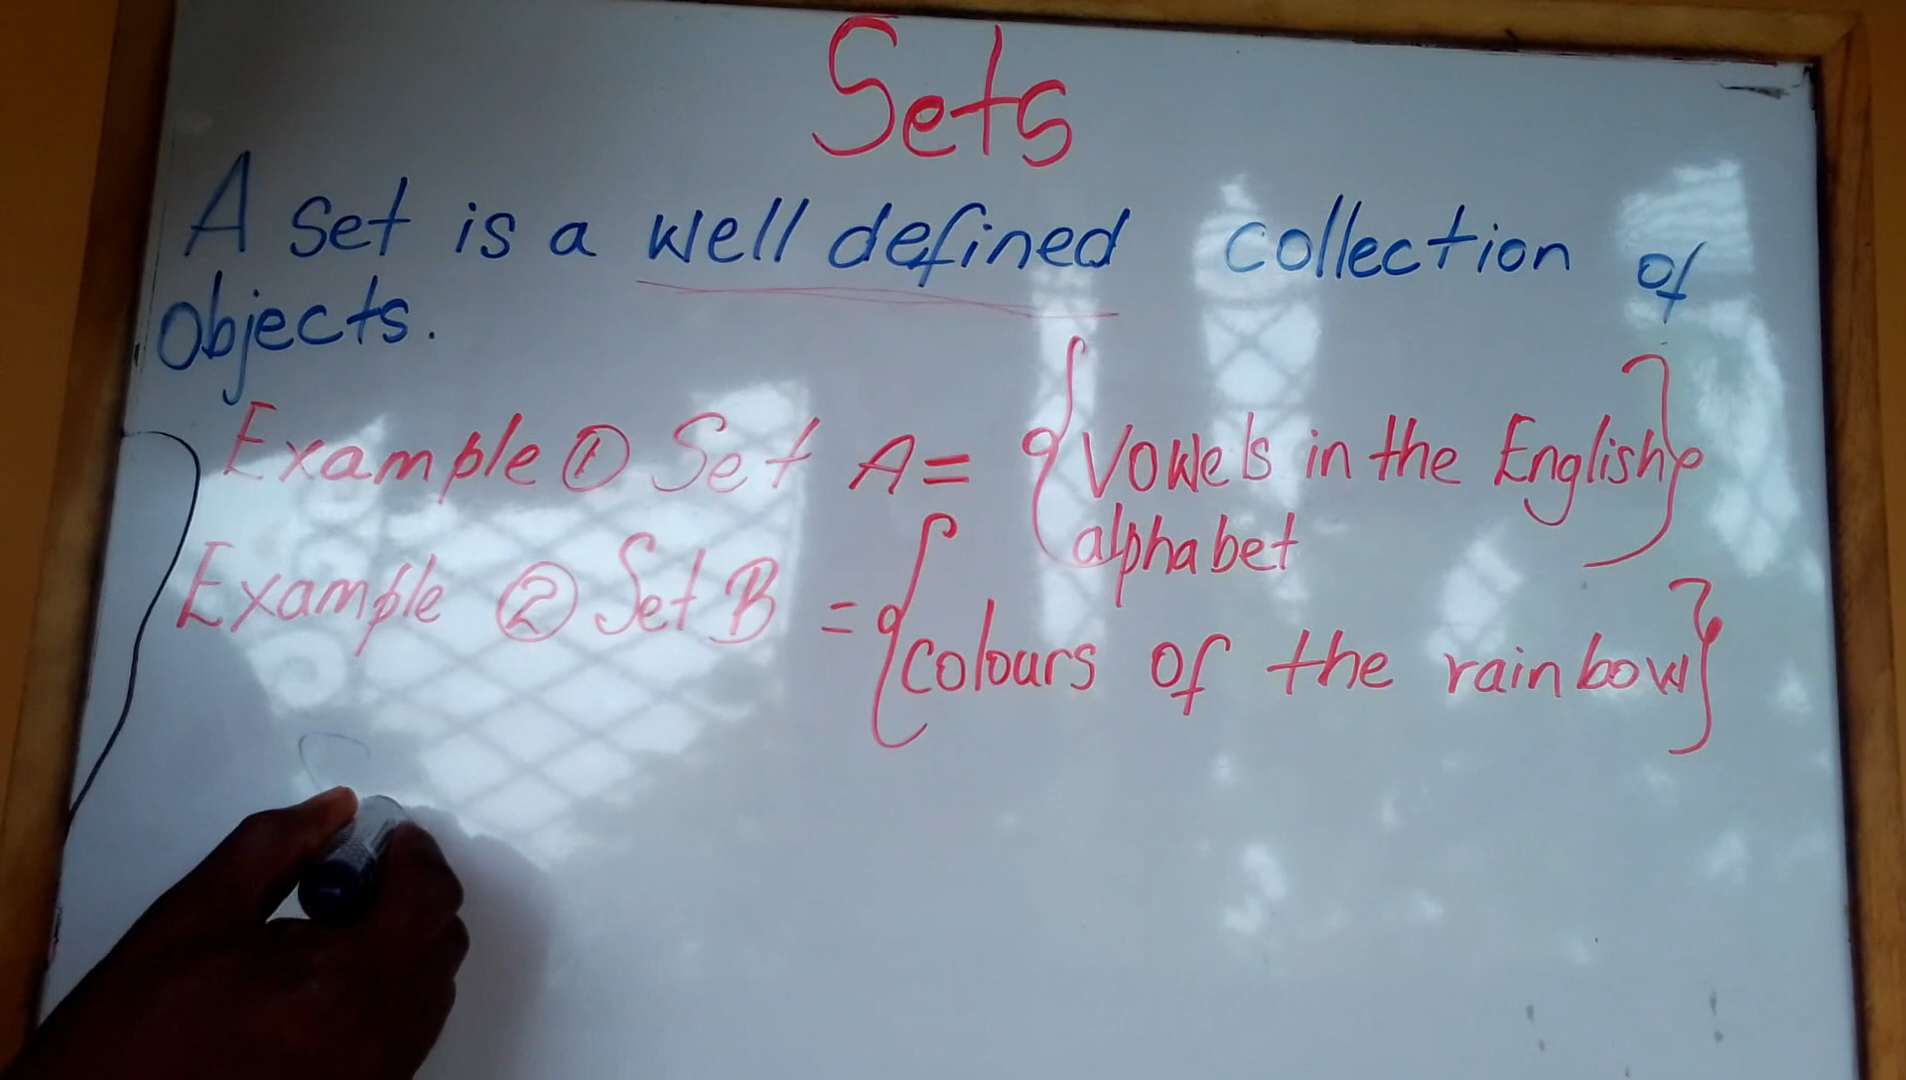 Sets
A set is a well defined collection of
objects.
Example ① Set A = {Vowels in the English
alphabet}
Example ② Set B = {colours of the rainbow}